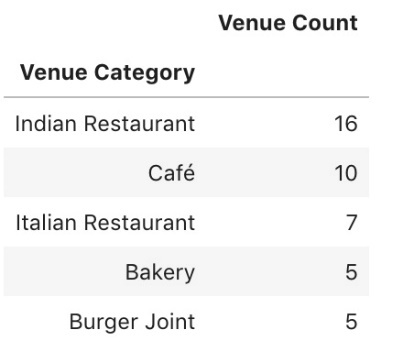 Venue Count
Venue Category
Indian Restaurant 16
Café 10
Italian Restaurant 7
Bakery 5
Burger Joint 5